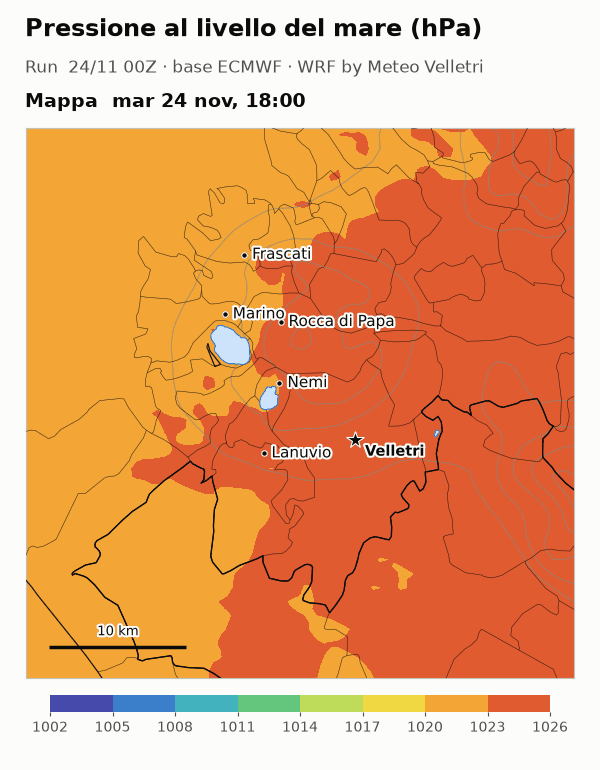 Pressione al livello del mare (hPa)
Run 24/11 00Z · base ECMWF · WRF by Meteo Velletri
Mappa mar 24 nov, 18:00
Frascati
Marino
Rocca di Papa
Nemi
Velletri
Lanuvio
10 km
1002 1005 1008 1011 1014 1017 1020 1023 1026